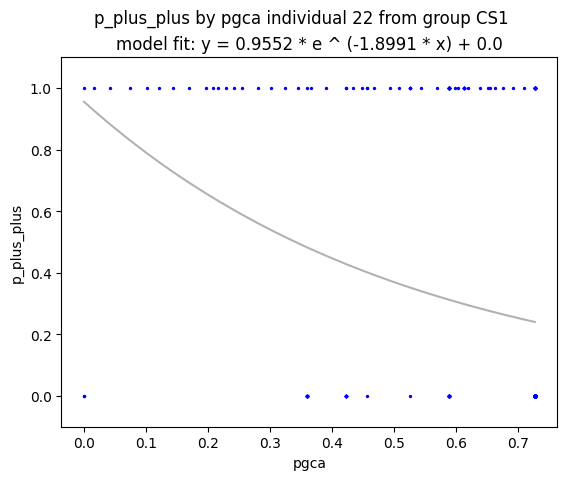 p_plus_plus by pgca individual 22 from group CS1
model fit: y = 0.9552 * e ^ (-1.8991 * x) + 0.0
1.0
0.8
0.6
0.4
0.2
0.0
p_plus_plus
0.0 0.1 0.2 0.3 0.4 0.5 0.6 0.7
pgca